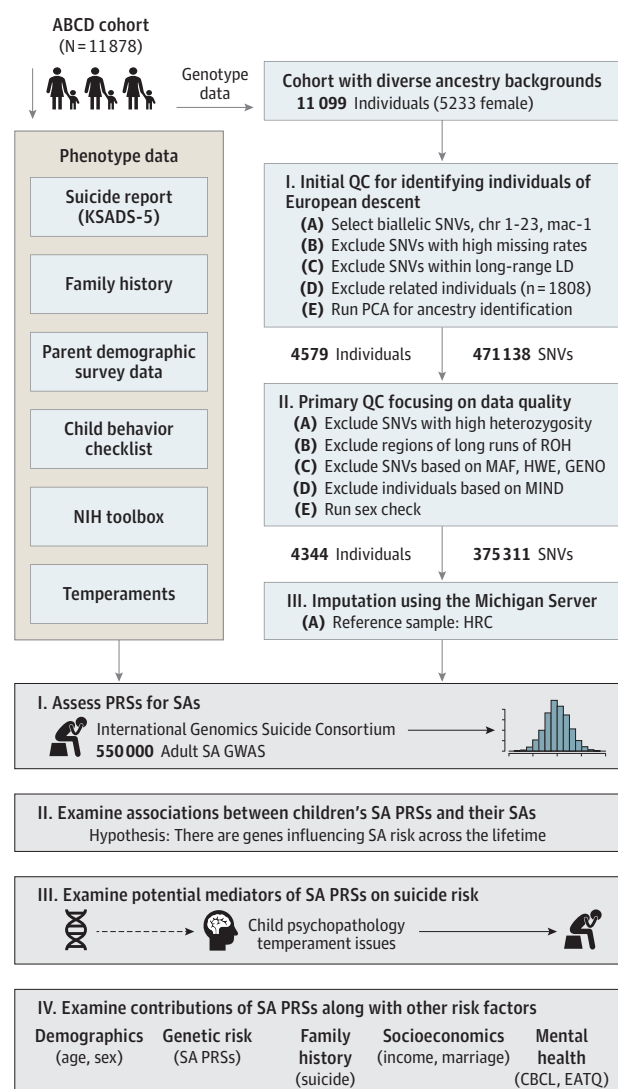 ABCD cohort
(N = 11 878)
Genotype
data
Cohort with diverse ancestry backgrounds
11 099 Individuals (5233 female)
Phenotype data
Suicide report
(KSADS-5)
Family history
Parent demographic
survey data
Child behavior
checklist
NIH toolbox
Temperaments
I. Initial QC for identifying individuals of
European descent
(A) Select biallelic SNVs, chr 1-23, mac-1
(B) Exclude SNVs with high missing rates
(C) Exclude SNVs within long-range LD
(D) Exclude related individuals (n = 1808)
(E) Run PCA for ancestry identification
4579 Individuals 471 138 SNVs
II. Primary QC focusing on data quality
(A) Exclude SNVs with high heterozygosity
(B) Exclude regions of long runs of ROH
(C) Exclude SNVs based on MAF, HWE, GENO
(D) Exclude individuals based on MIND
(E) Run sex check
4344 Individuals 375 311 SNVs
III. Imputation using the Michigan Server
(A) Reference sample: HRC
I. Assess PRSs for SAs
International Genomics Suicide Consortium
550 000 Adult SA GWAS
II. Examine associations between children's SA PRSs and their SAs
Hypothesis: There are genes influencing SA risk across the lifetime
III. Examine potential mediators of SA PRSs on suicide risk
Child psychopathology
temperament issues
IV. Examine contributions of SA PRSs along with other risk factors
Demographics
(age, sex)
Genetic risk
(SA PRSs)
Family
history
(suicide)
Socioeconomics
(income, marriage)
Mental
health
(CBCL, EATQ)